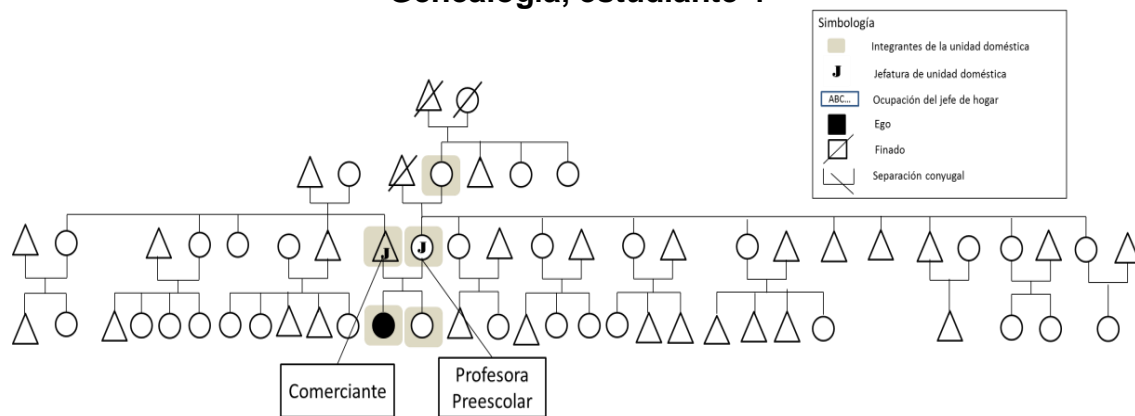 Genealogía, estudiante
Simbología
Integrantes de la unidad doméstica
J Jefatura de unidad doméstica
ABC... Ocupación del jefe de hogar
Ego
Finado
Separación conyugal
J J
Comerciante
Profesora
Preescolar